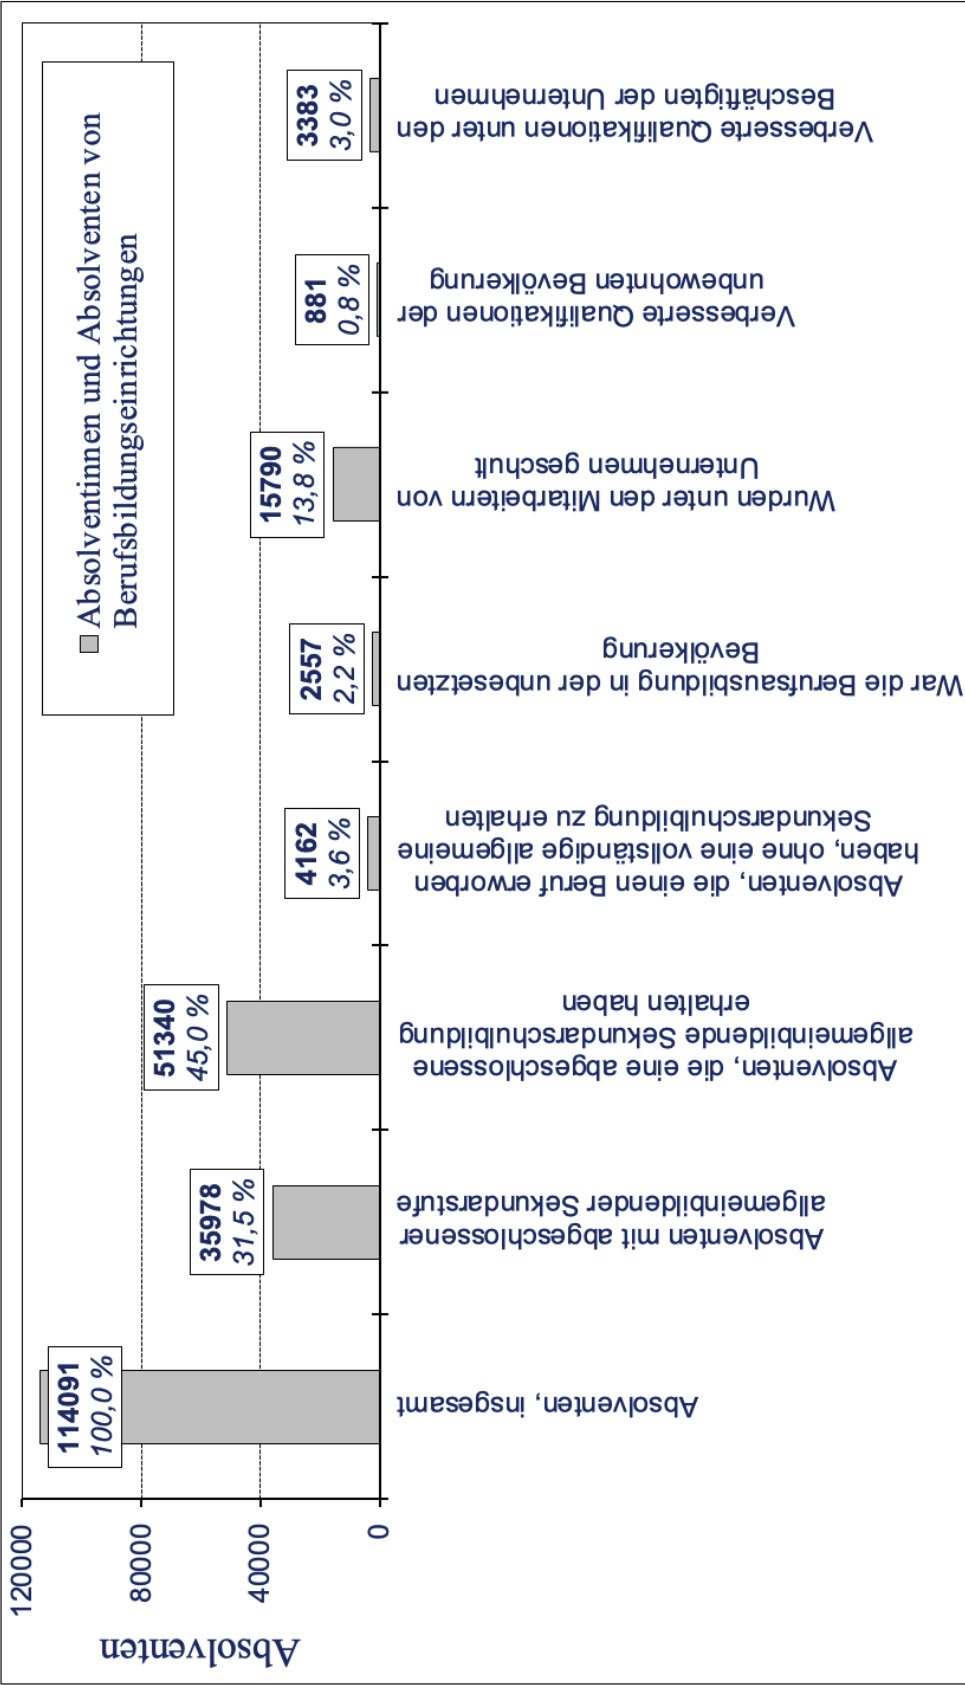 Absolventinnen und Absolventen von
Berufsbildungseinrichtungen
Absolventen
120000
80000
40000
0
114091
100,0 %
35978
31,5 %
51340
45,0 %
4162
3,6 %
2557
2,2 %
15790
13,8 %
881
0,8 %
3383
3,0 %
Absolventen, insgesamt
Absolventen mit abgeschlossener
allgemeinbildender Sekundarstufe
Absolventen, die eine abgeschlossene
allgemeinbildende Sekundarschulbildung
erhalten haben
Absolventen, die einen Beruf erworben
haben, ohne eine vollständige allgemeine
Sekundarschulbildung zu erhalten
War die Berufsausbildung in der unbesetzten
Bevölkerung
Wurden unter den Mitarbeitern von
Unternehmen geschult
Verbesserte Qualifikationen der
unbewohnten Bevölkerung
Verbesserte Qualifikationen unter den
Beschäftigten der Unternehmen